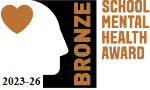 BRONZE
SCHOOL
MENTAL
HEALTH
AWARD
2023-26